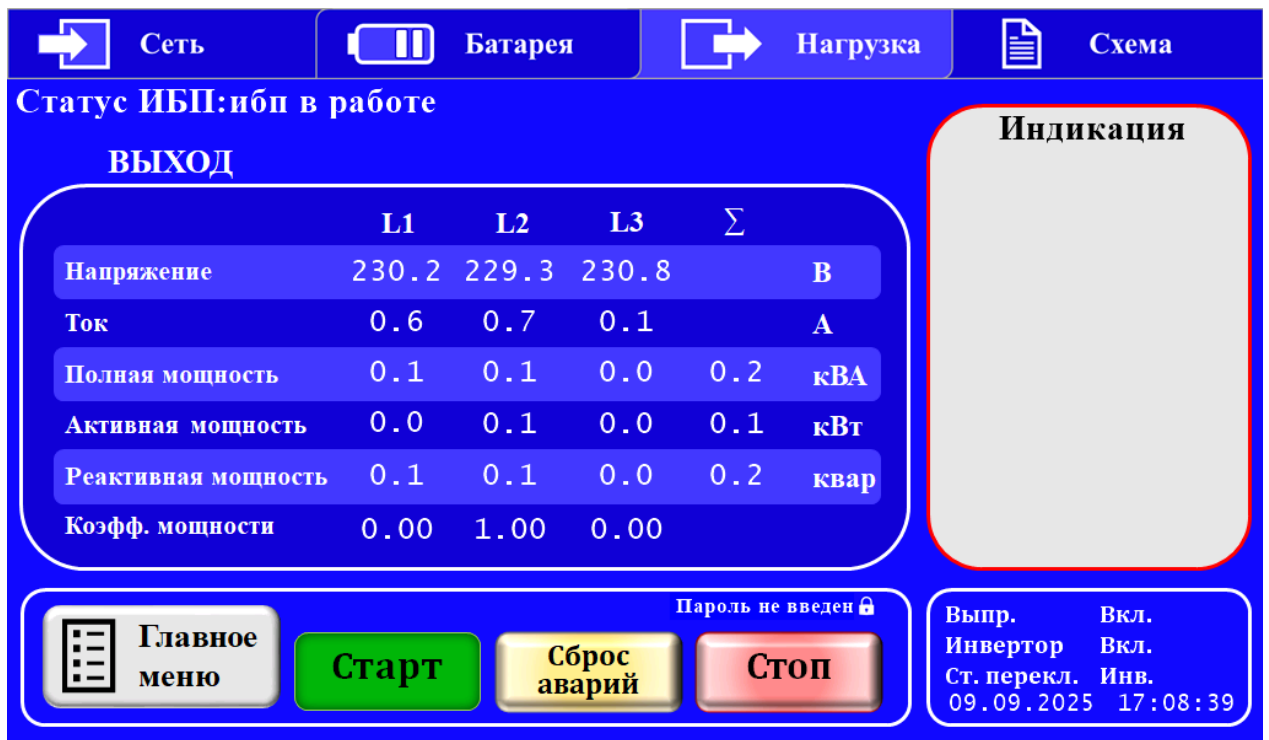 Сеть Батарея Нагрузка Схема
Статус ИБП:ибп в работе
Индикация
ВЫХОД
L1 L2 L3 ∑
Напряжение 230.2 229.3 230.8 В
Ток 0.6 0.7 0.1 А
Полная мощность 0.1 0.1 0.0 0.2 кВА
Активная мощность 0.0 0.1 0.0 0.1 кВт
Реактивная мощность 0.1 0.1 0.0 0.2 квар
Коэфф. мощности 0.00 1.00 0.00
Пароль не введен
Главное
меню
Старт
Сброс
аварий
Стоп
Выпр. Вкл.
Инвертор Вкл.
Ст. перекл. Инв.
09.09.2025 17:08:39